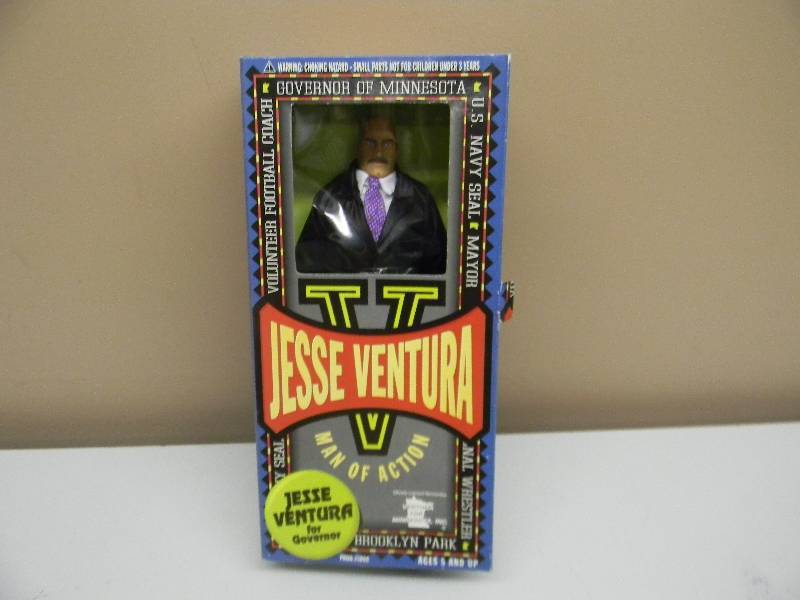 WARNING: CHOKING HAZARD - SMALL PARTS NOT FOR CHILDREN UNDER 3 YEARS
GOVERNOR OF MINNESOTA
VOLUNTEER FOOTBALL COACH
U.S. NAVY SEAL MAYOR
V
JESSE VENTURA
MAN OF ACTION
Y SEAL
NAL WRESTLER
JESSE
VENTURA
for
Governor
BROOKLYN PARK
AGES 5 AND UP